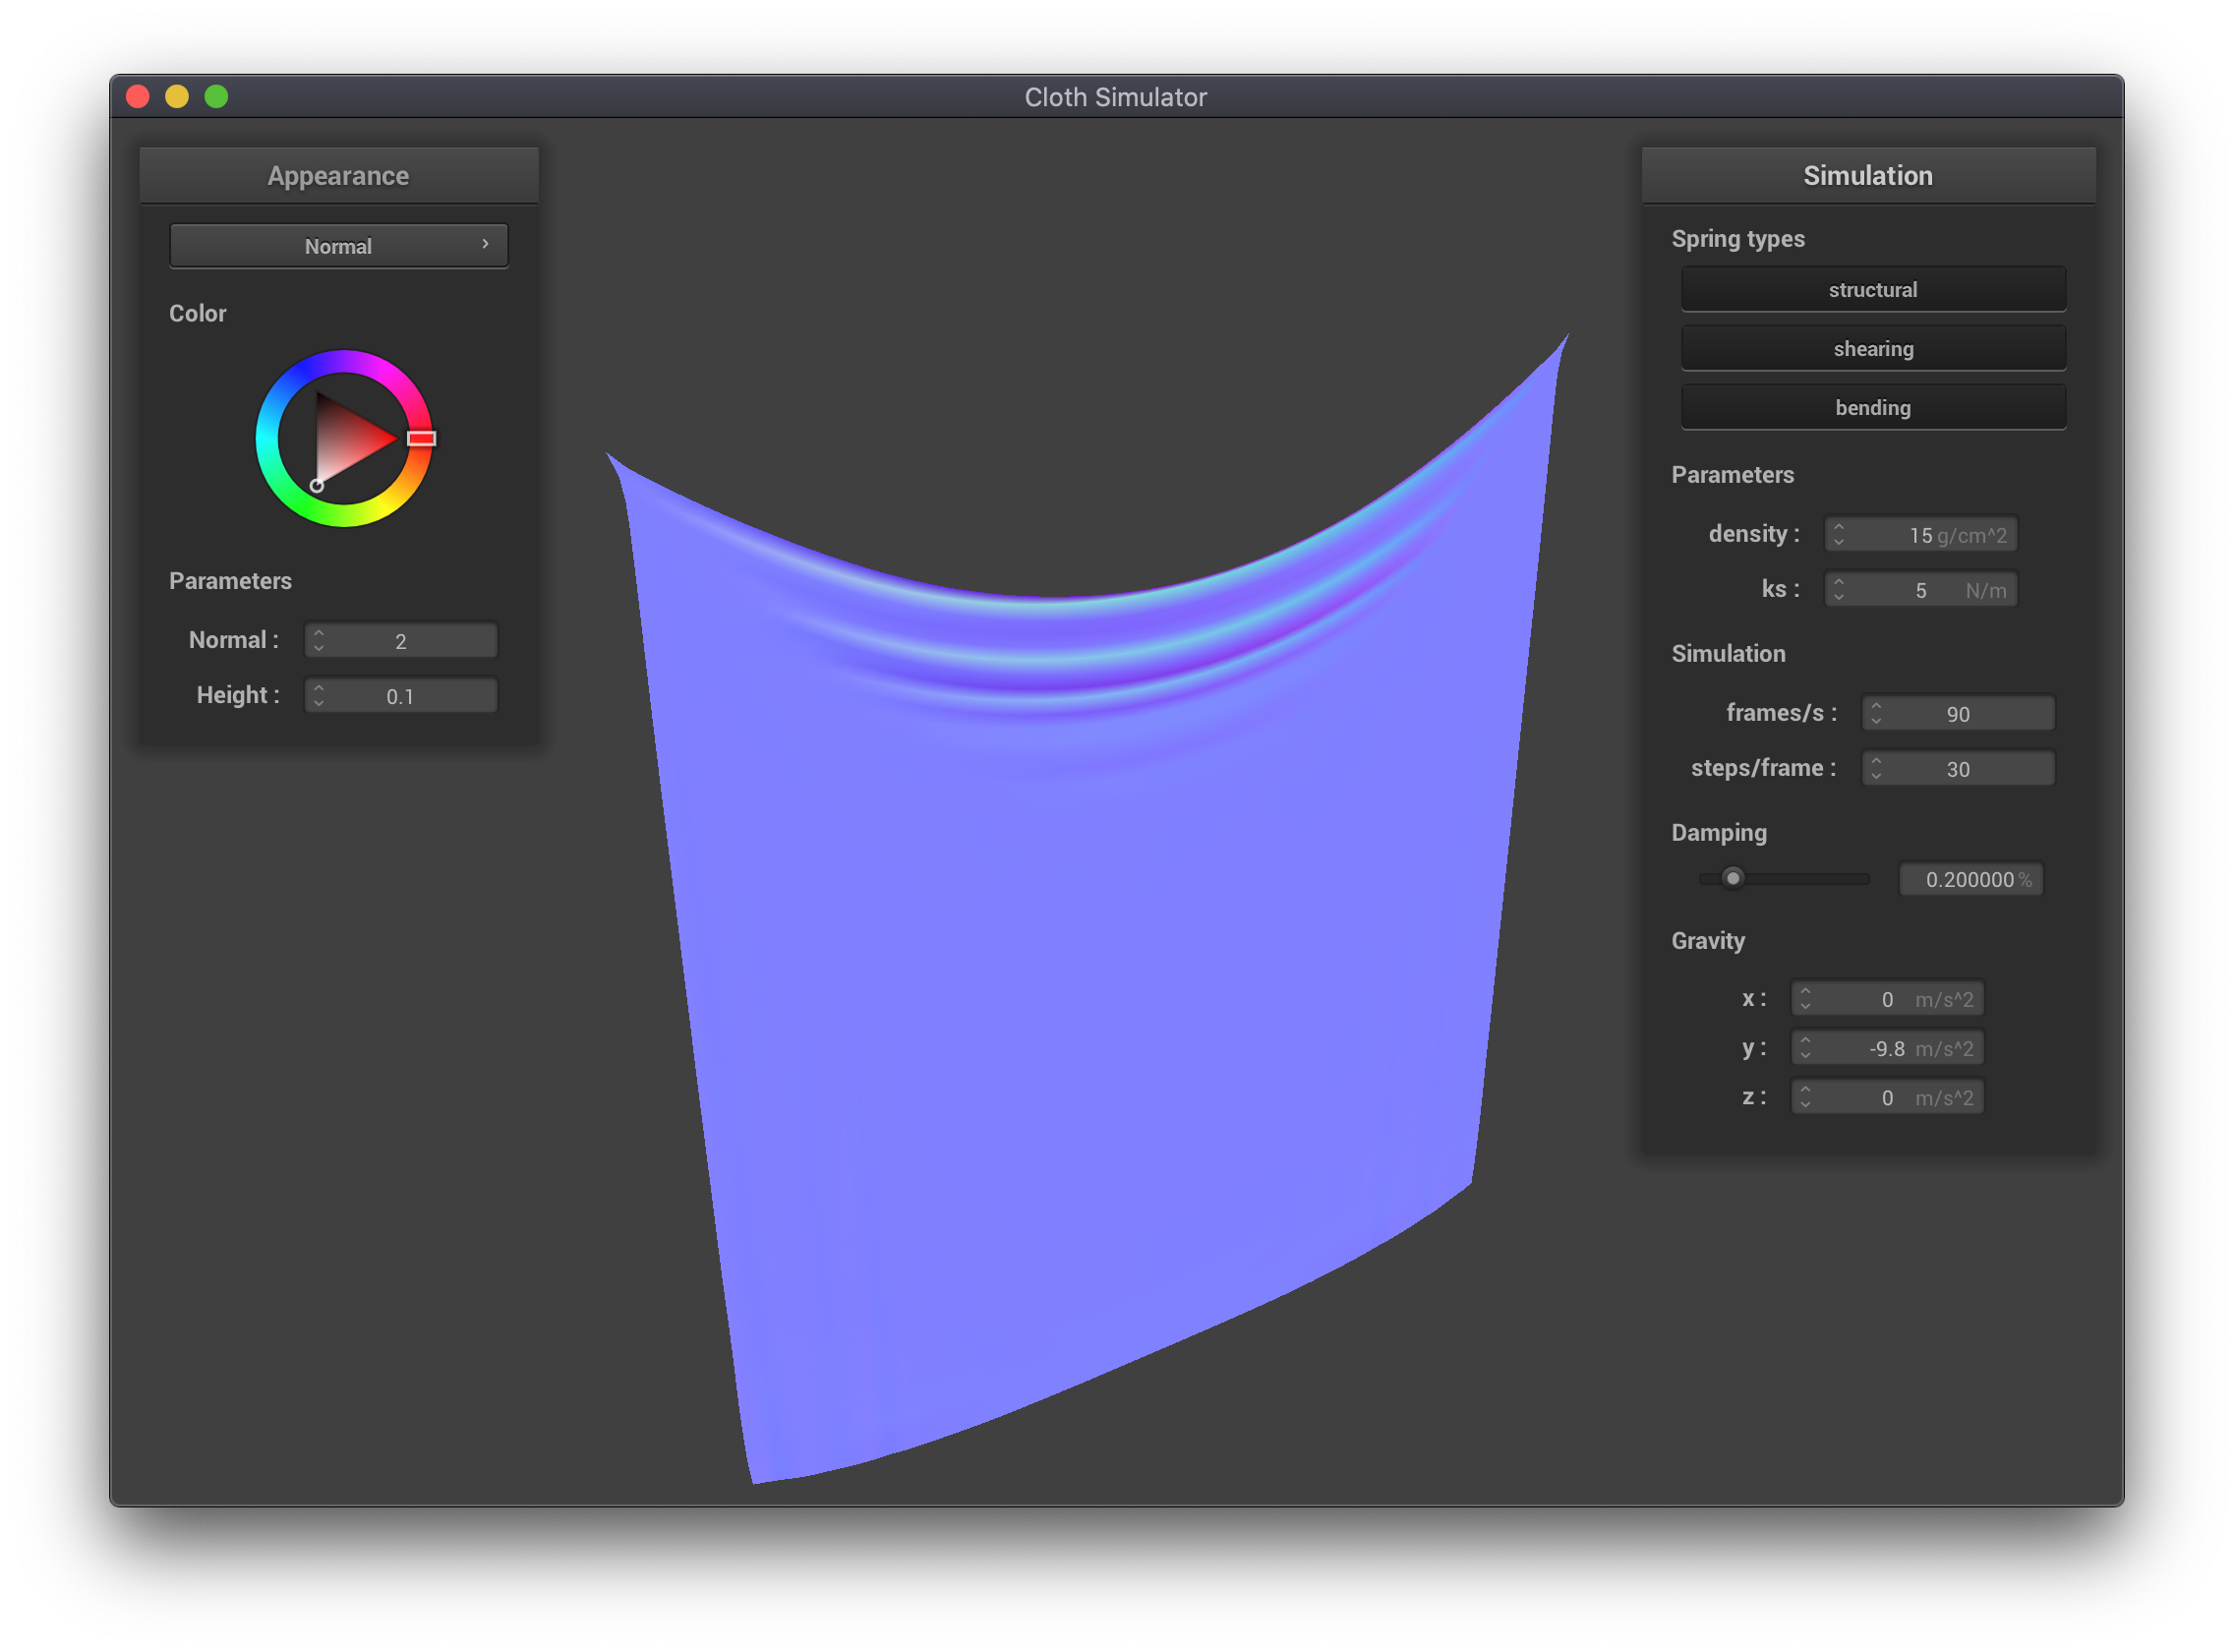 Cloth Simulator
Appearance
Normal
Color
Parameters
Normal : 2
Height : 0.1
Simulation
Spring types
structural
shearing
bending
Parameters
density : 15 g/cm^2
ks : 5 N/m
Simulation
frames/s : 90
steps/frame : 30
Damping
0.200000 %
Gravity
x : 0 m/s^2
y : -9.8 m/s^2
z : 0 m/s^2